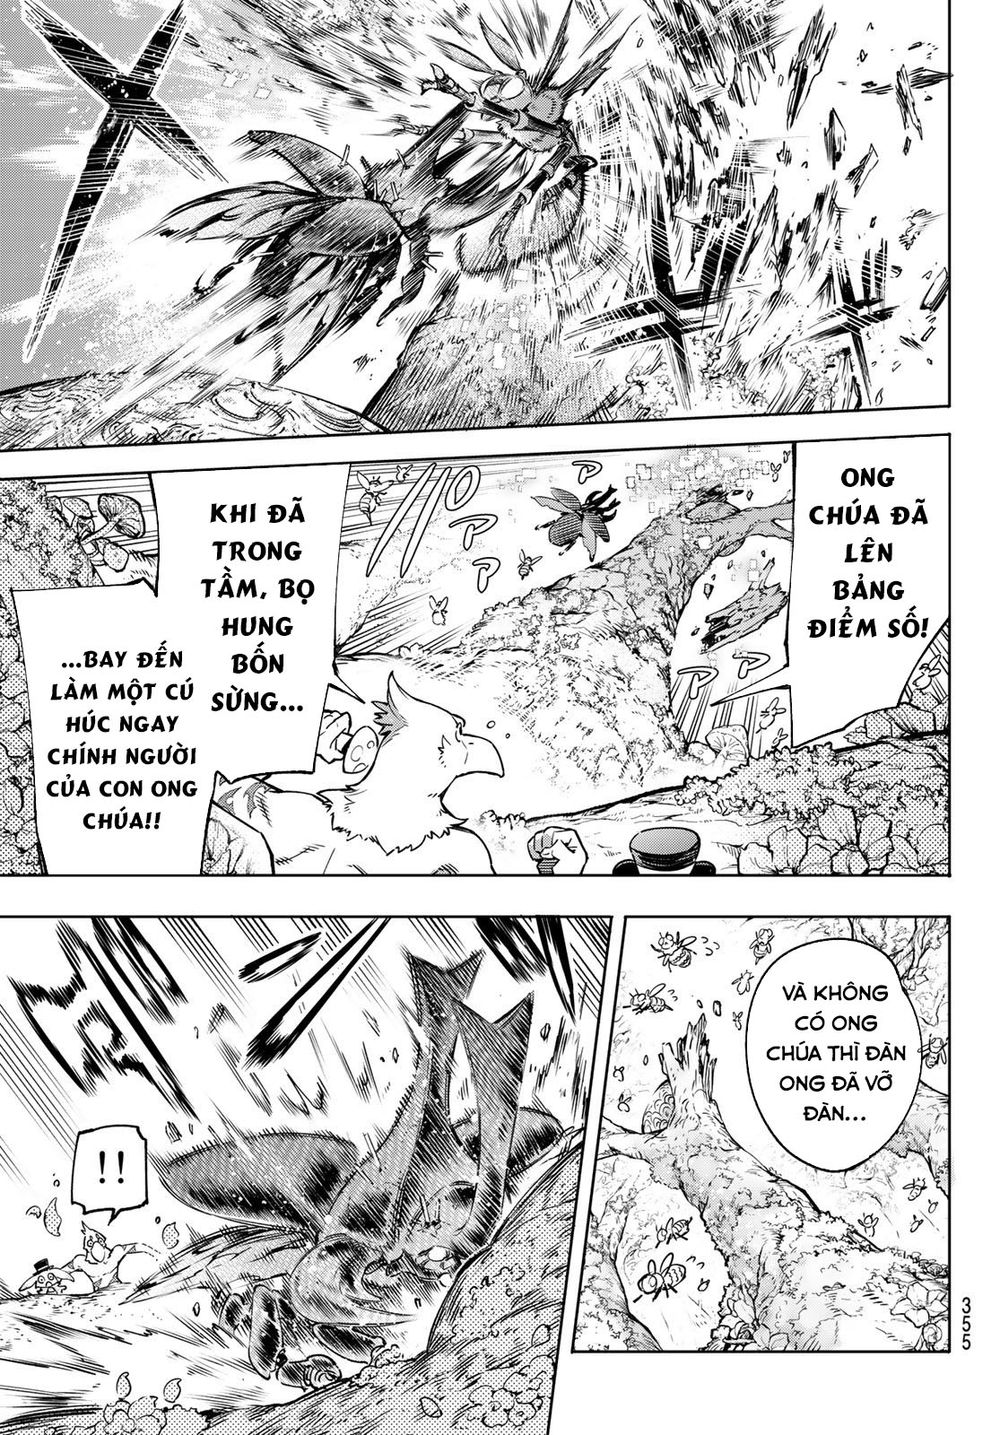 ONG
CHÚA ĐÃ
LÊN
BẢNG
ĐIỂM SỐ!
KHI ĐÃ
TRONG
TẦM, BỌ
HUNG
BỐN
SỪNG...
...BAY ĐẾN
LÀM MỘT CÚ
HÚC NGAY
CHÍNH NGƯỜI
CỦA CON ONG
CHÚA!!
VÀ KHÔNG
CÓ ONG
CHÚA THÌ ĐÀN
ONG ĐÃ VỠ
ĐÀN...
!!
355